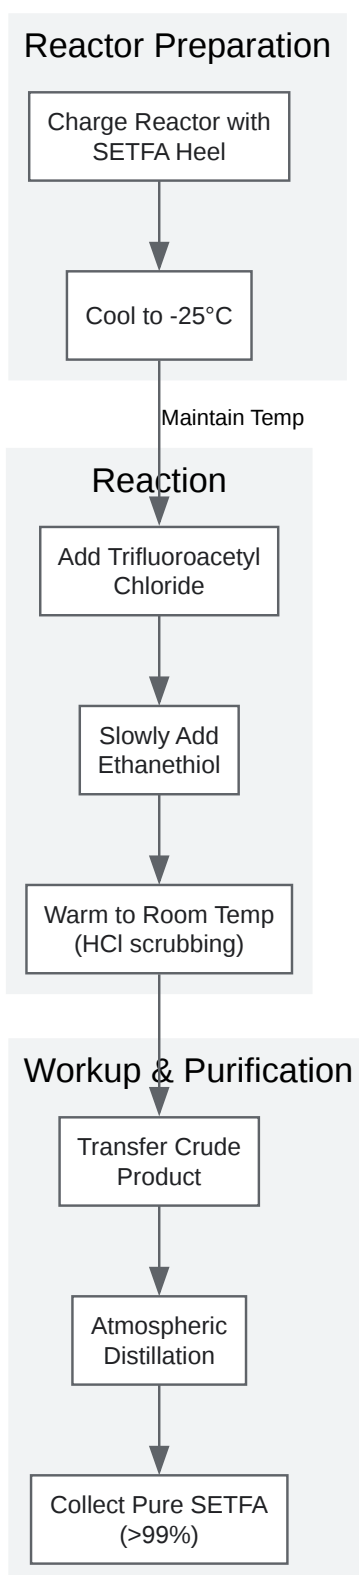 Reactor Preparation
Charge Reactor with
SETFA Heel
Cool to -25°C
Maintain Temp
Reaction
Add Trifluoroacetyl
Chloride
Slowly Add
Ethanethiol
Warm to Room Temp
(HCl scrubbing)
Workup & Purification
Transfer Crude
Product
Atmospheric
Distillation
Collect Pure SETFA
(>99%)